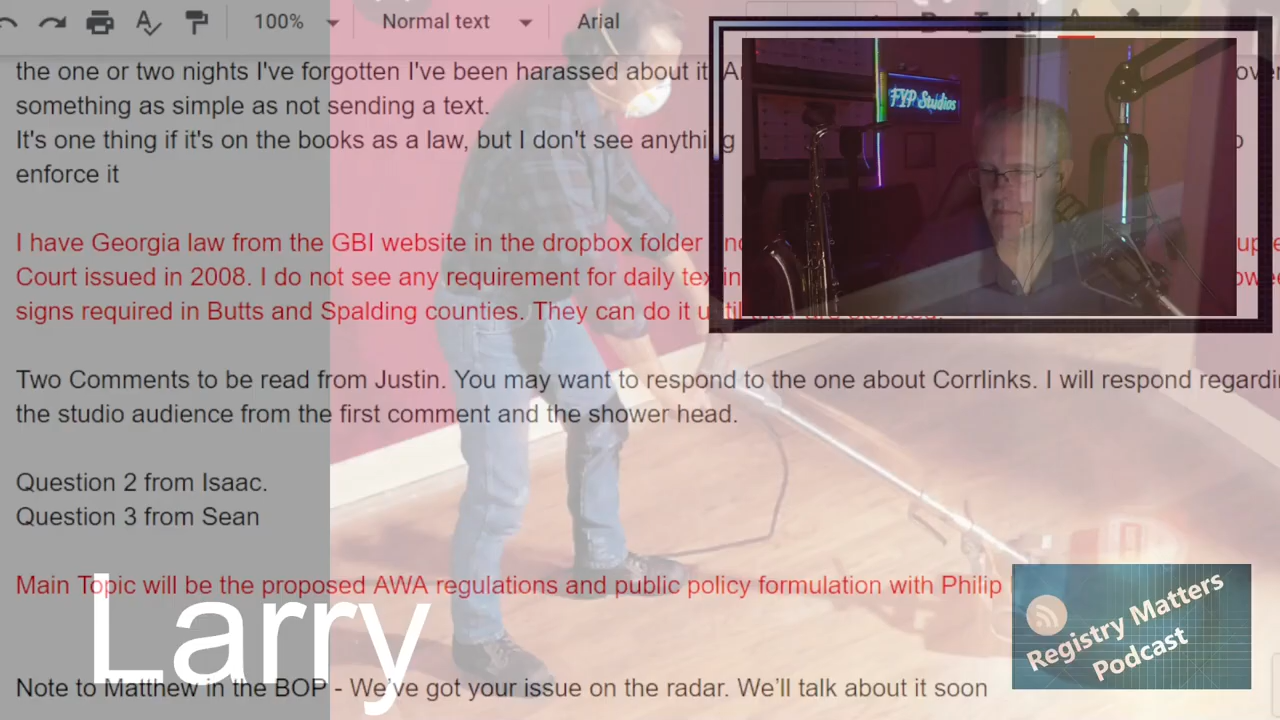 100% Normal text Arial
the one or two nights I've forgotten I've been harassed about it. over
something as simple as not sending a text.
It's one thing if it's on the books as a law, but I don't see anything
enforce it
FYP Studios
I have Georgia law from the GBI website in the dropbox folder
Court issued in 2008. I do not see any requirement for daily
signs required in Butts and Spalding counties. They can do it until they are stopped.
Two Comments to be read from Justin. You may want to respond to the one about Corrlinks. I will respond
the studio audience from the first comment and the shower head.
Question 2 from Isaac.
Question 3 from Sean
Main Topic will be the proposed AWA regulations and public policy formulation with Philip
Larry
Registry Matters
Podcast
Note to Matthew in the BOP - We've got your issue on the radar. We'll talk about it soon